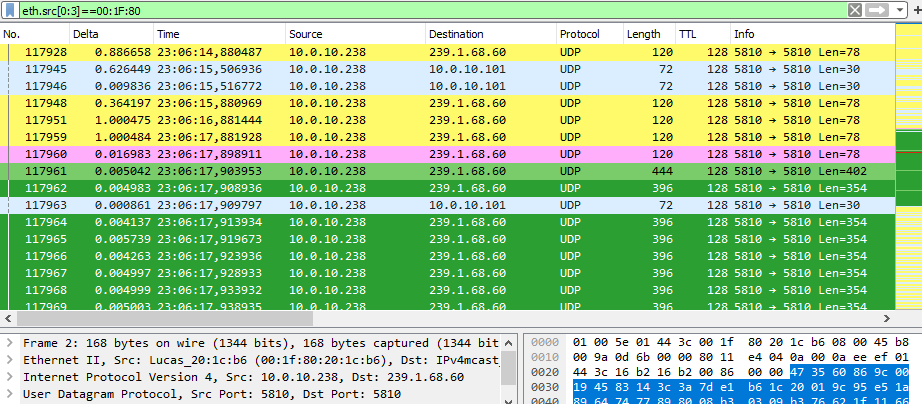 eth.src[0:3]==00:1F:80
No. Delta Time Source Destination Protocol Length TTL Info
117928 0.886658 23:06:14,880487 10.0.10.238 239.1.68.60 UDP 120 128 5810 → 5810 Len=78
117945 0.626449 23:06:15,506936 10.0.10.238 10.0.10.101 UDP 72 128 5810 → 5810 Len=30
117946 0.009836 23:06:15,516772 10.0.10.238 10.0.10.101 UDP 72 128 5810 → 5810 Len=30
117948 0.364197 23:06:15,880969 10.0.10.238 239.1.68.60 UDP 120 128 5810 → 5810 Len=78
117951 1.000475 23:06:16,881444 10.0.10.238 239.1.68.60 UDP 120 128 5810 → 5810 Len=78
117959 1.000484 23:06:17,881928 10.0.10.238 239.1.68.60 UDP 120 128 5810 → 5810 Len=78
117960 0.016983 23:06:17,898911 10.0.10.238 239.1.68.60 UDP 120 128 5810 → 5810 Len=78
117961 0.005042 23:06:17,903953 10.0.10.238 239.1.68.60 UDP 444 128 5810 → 5810 Len=402
117962 0.004983 23:06:17,908936 10.0.10.238 239.1.68.60 UDP 396 128 5810 → 5810 Len=354
117963 0.000861 23:06:17,909797 10.0.10.238 10.0.10.101 UDP 72 128 5810 → 5810 Len=30
117964 0.004137 23:06:17,913934 10.0.10.238 239.1.68.60 UDP 396 128 5810 → 5810 Len=354
117965 0.005739 23:06:17,919673 10.0.10.238 239.1.68.60 UDP 396 128 5810 → 5810 Len=354
117966 0.004263 23:06:17,923936 10.0.10.238 239.1.68.60 UDP 396 128 5810 → 5810 Len=354
117967 0.004997 23:06:17,928933 10.0.10.238 239.1.68.60 UDP 396 128 5810 → 5810 Len=354
117968 0.004999 23:06:17,933932 10.0.10.238 239.1.68.60 UDP 396 128 5810 → 5810 Len=354
117969 0.005003 23:06:17,938935 10.0.10.238 239.1.68.60 UDP 396 128 5810 → 5810 Len=354
Frame 2: 168 bytes on wire (1344 bits), 168 bytes captured (1344 bit
Ethernet II, Src: Lucas_20:1c:b6 (00:1f:80:20:1c:b6), Dst: IPv4mcast
Internet Protocol Version 4, Src: 10.0.10.238, Dst: 239.1.68.60
User Datagram Protocol, Src Port: 5810, Dst Port: 5810
0000 01 00 5e 01 44 3c 00 1f 80 20 1c b6 08 00 45 b8
0010 00 9a 0d 6b 00 00 80 11 e4 04 0a 00 0a ee ef 01
0020 44 3c 16 b2 16 b2 00 86 00 00 47 35 60 86 9c 00
0030 19 45 83 14 3c 3a 7d e1 b6 1c 20 01 9c 95 e5 1a
0040 89 64 74 77 89 80 08 b3 03 09 b3 76 62 1f 11 66